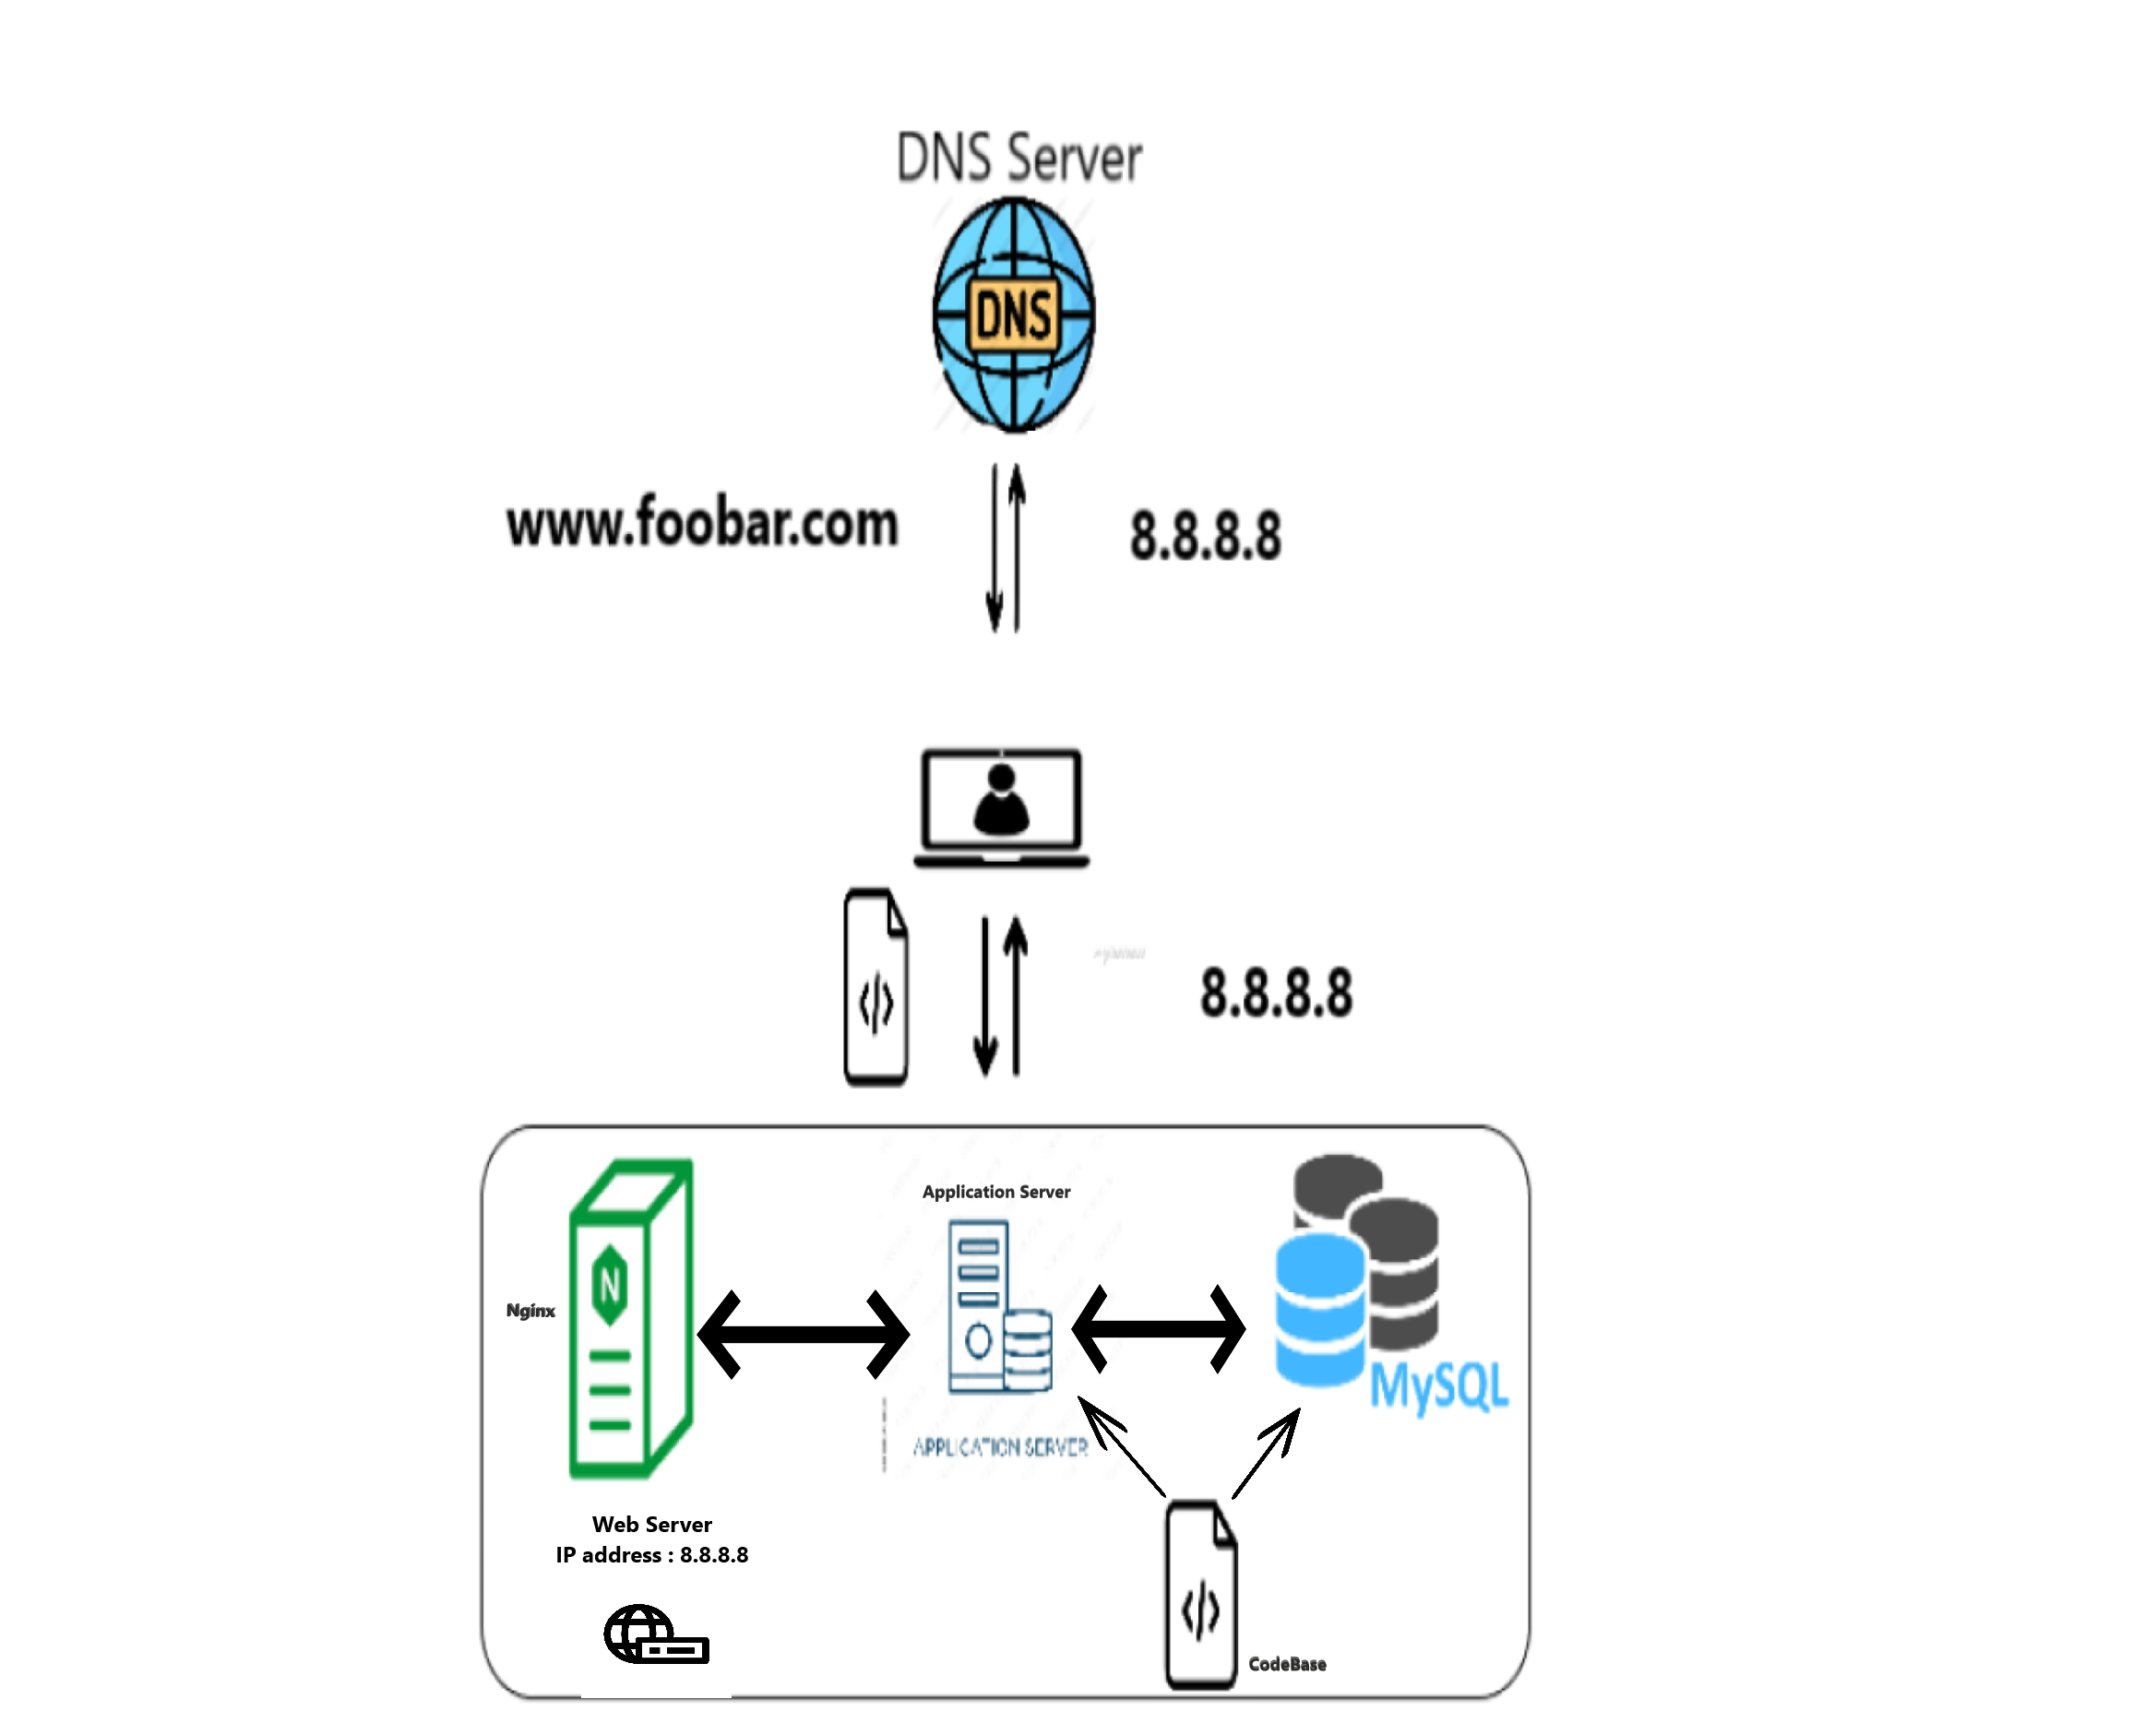 DNS Server
DNS
www.foobar.com
8.8.8.8
8.8.8.8
Application Server
N
Nginx
MySQL
APPLICATION SERVER
Web Server
IP address : 8.8.8.8
CodeBase